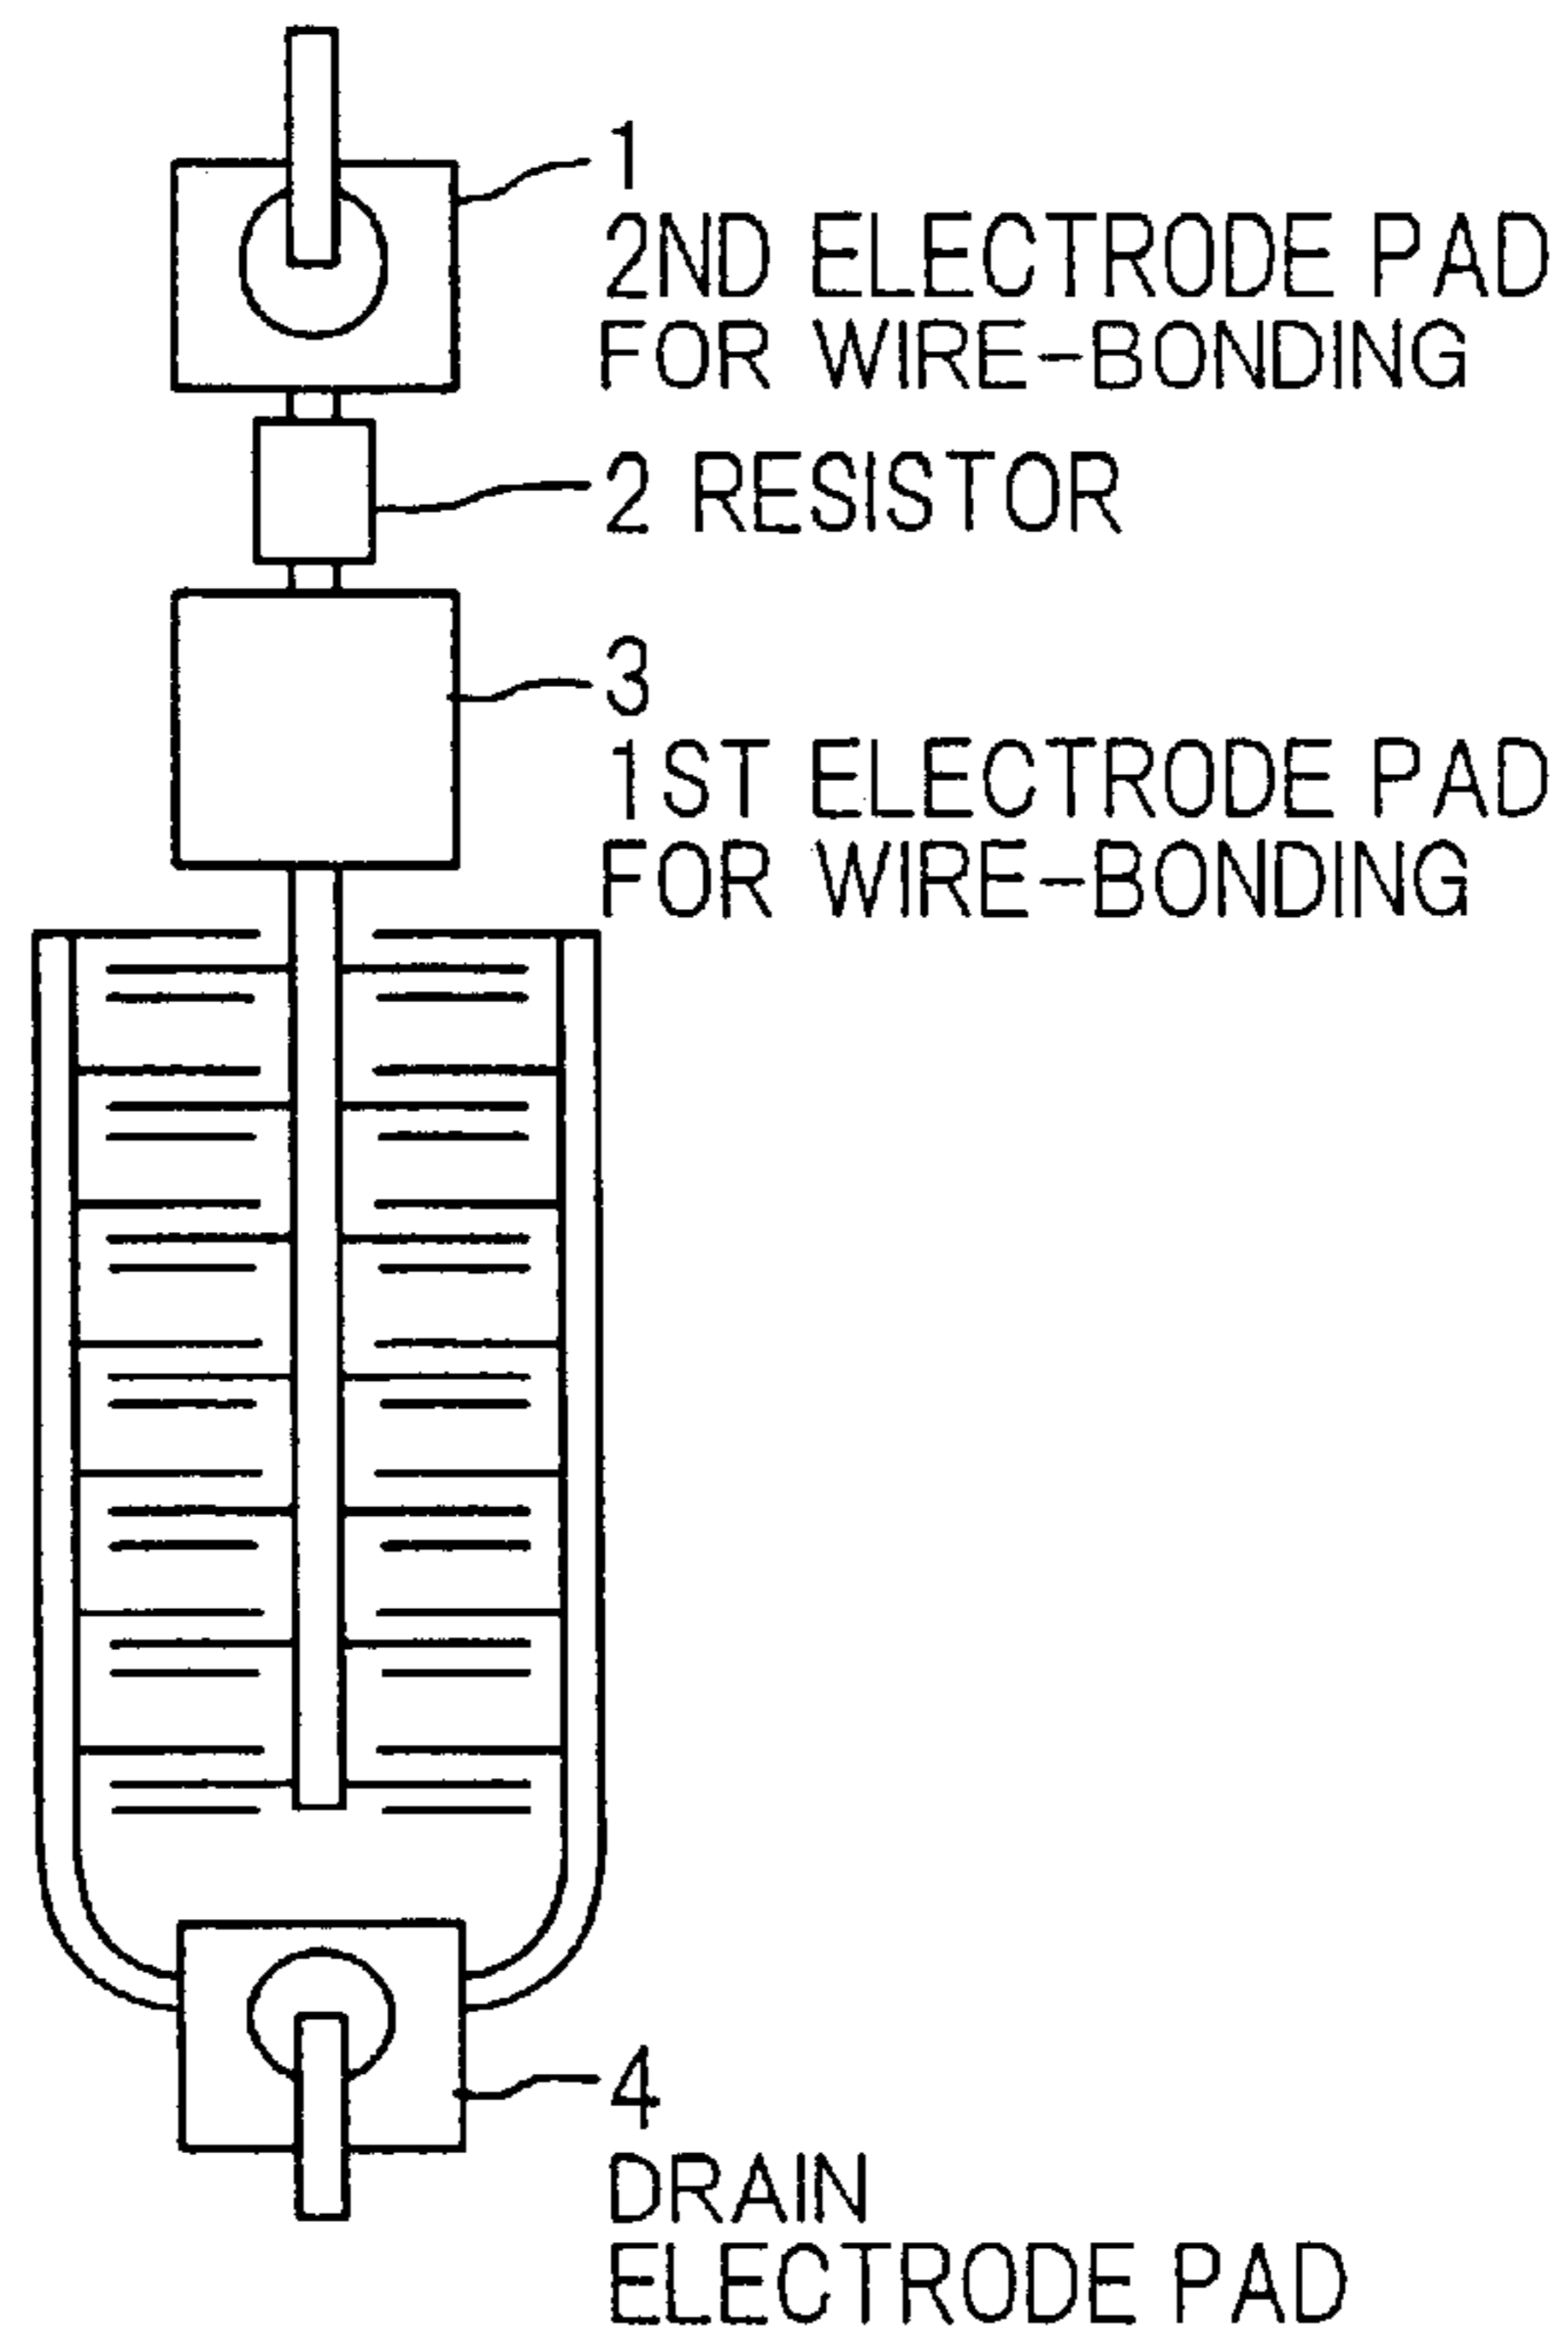 1
2ND ELECTRODE PAD
FOR WIRE-BONDING
2 RESISTOR
3
1ST ELECTRODE PAD
FOR WIRE-BONDING
4
DRAIN
ELECTRODE PAD